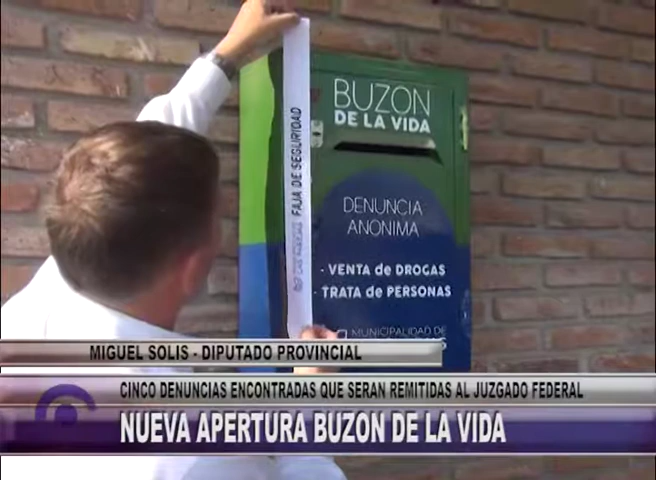 BUZON
DE LA VIDA
FAJA DE SEGURIDAD
DENUNCIA
ANONIMA
- VENTA DE DROGAS
- TRATA DE PERSONAS
MUNICIPALIDAD DE
MIGUEL SOLIS - DIPUTADO PROVINCIAL
CINCO DENUNCIAS ENCONTRADAS QUE SERAN REMITIDAS AL JUZGADO FEDERAL
NUEVA APERTURA BUZON DE LA VIDA